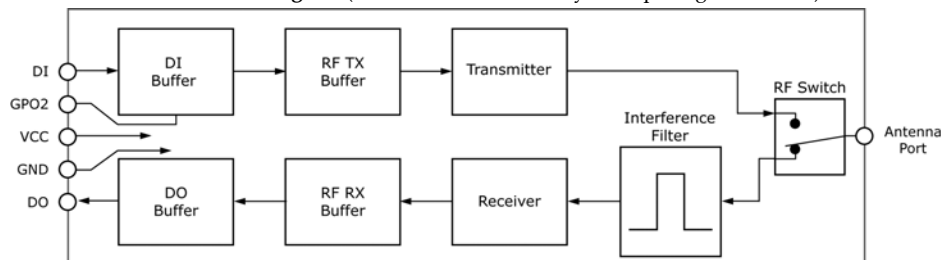 DI
Buffer
RF TX
Buffer
Transmitter
RF Switch
DI
GPO2
VCC
GND
DO
Interference
Filter
Antenna
Port
DO
Buffer
RF RX
Buffer
Receiver